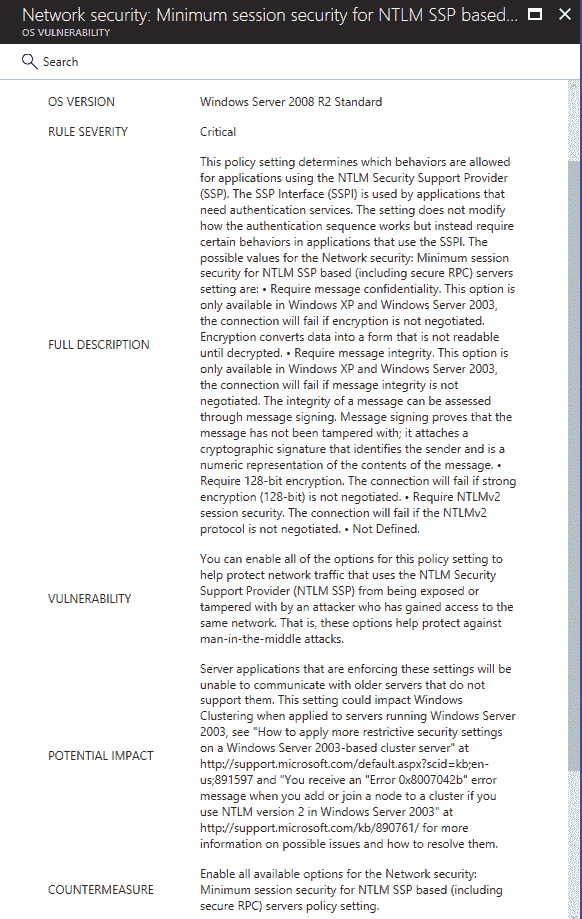 Network security: Minimum session security for NTLM SSP based...
OS VULNERABILITY
Search
OS VERSION
Windows Server 2008 R2 Standard
RULE SEVERITY
Critical
FULL DESCRIPTION
This policy setting determines which behaviors are allowed
for applications using the NTLM Security Support Provider
(SSP). The SSP Interface (SSPI) is used by applications that
need authentication services. The setting does not modify
how the authentication sequence works but instead require
certain behaviors in applications that use the SSPI. The
possible values for the Network security: Minimum session
security for NTLM SSP based (including secure RPC) servers
setting are: • Require message confidentiality. This option is
only available in Windows XP and Windows Server 2003,
the connection will fail if encryption is not negotiated.
Encryption converts data into a form that is not readable
until decrypted. • Require message integrity. This option is
only available in Windows XP and Windows Server 2003,
the connection will fail if message integrity is not
negotiated. The integrity of a message can be assessed
through message signing. Message signing proves that the
message has not been tampered with; it attaches a
cryptographic signature that identifies the sender and is a
numeric representation of the contents of the message. •
Require 128-bit encryption. The connection will fail if strong
encryption (128-bit) is not negotiated. • Require NTLMv2
session security. The connection will fail if the NTLMv2
protocol is not negotiated. • Not Defined.
VULNERABILITY
You can enable all of the options for this policy setting to
help protect network traffic that uses the NTLM Security
Support Provider (NTLM SSP) from being exposed or
tampered with by an attacker who has gained access to the
same network. That is, these options help protect against
man-in-the-middle attacks.
POTENTIAL IMPACT
Server applications that are enforcing these settings will be
unable to communicate with older servers that do not
support them. This setting could impact Windows
Clustering when applied to servers running Windows Server
2003, see "How to apply more restrictive security settings
on a Windows Server 2003-based cluster server" at
http://support.microsoft.com/default.aspx?scid=kb;en-
us;891597 and "You receive an "Error 0x8007042b" error
message when you add or join a node to a cluster if you
use NTLM version 2 in Windows Server 2003" at
http://support.microsoft.com/kb/890761/ for more
information on possible issues and how to resolve them.
COUNTERMEASURE
Enable all available options for the Network security:
Minimum session security for NTLM SSP based (including
secure RPC) servers policy setting.